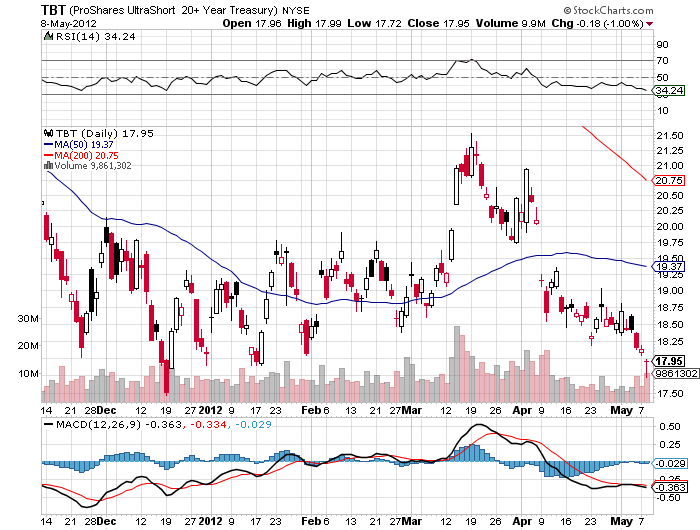 TBT (ProShares UltraShort 20+ Year Treasury) NYSE © StockCharts.com
8-May-2012 Open 17.96 High 17.99 Low 17.72 Close 17.95 Volume 9.9M Chg -0.18 (-1.00%)
RSI(14) 34.24
90
70
50
34.24
30
10
TBT (Daily) 17.95
MA(50) 19.37
MA(200) 20.75
Volume 9,861,302
21.50
21.25
21.00
20.75
20.50
20.25
20.00
19.75
19.50
19.37
19.25
19.00
18.75
18.50
18.25
17.95
9861302
17.50
30M
20M
10M
14 21 28 Dec 12 19 27 2012 9 17 23 Feb 6 13 21 27 Mar 12 19 26 Apr 9 16 23 May 7
MACD(12,26,9) -0.363, -0.334, -0.029
0.50
0.25
-0.029
-0.363
-0.50
14 21 28 Dec 12 19 27 2012 9 17 23 Feb 6 13 21 27 Mar 12 19 26 Apr 9 16 23 May 7